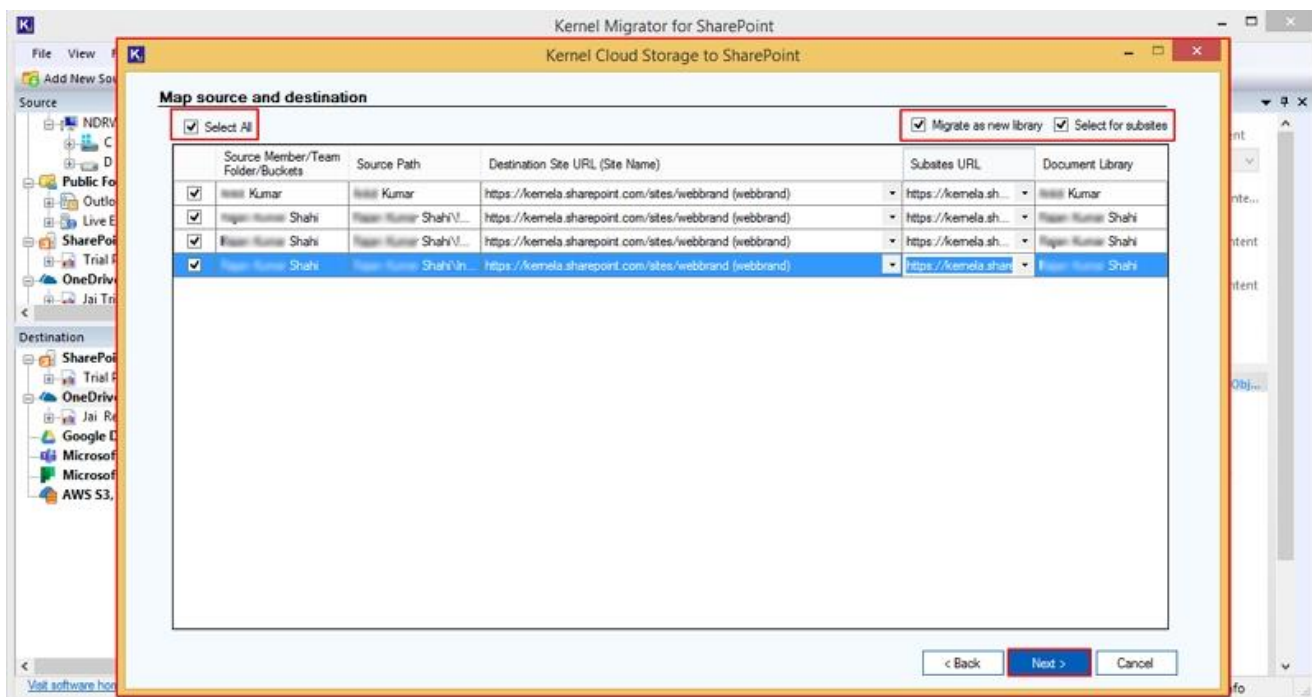 Kernel Migrator for SharePoint
File View
Kernel Cloud Storage to SharePoint
Add New Sou
Source
Map source and destination
NDRV
C
D
Select All
Migrate as new library Select for subsites
Public Fo
Outlo
Live E
SharePoi
Trial
OneDriv
Jai Tri
Source Member/Team Folder/Buckets Source Path Destination Site URL (Site Name) Subsites URL Document Library
Kumar Kumar https://kernela.sharepoint.com/sites/webbrand (webbrand) https://kernela.sh... Kumar
Shahi Shahi\... https://kernela.sharepoint.com/sites/webbrand (webbrand) https://kernela.sh... Shahi
Shahi Shahi\... https://kernela.sharepoint.com/sites/webbrand (webbrand) https://kernela.sh... Shahi
Shahi Shahi\In... https://kernela.sharepoint.com/sites/webbrand (webbrand) https://kernela.share Shahi
Destination
SharePoi
Trial
OneDriv
Jai Re
Google D
Microsof
Microsof
AWS S3,
ent
nte...
ntent
ntent
Obj...
< Back Next > Cancel
Visit software hom
nfo